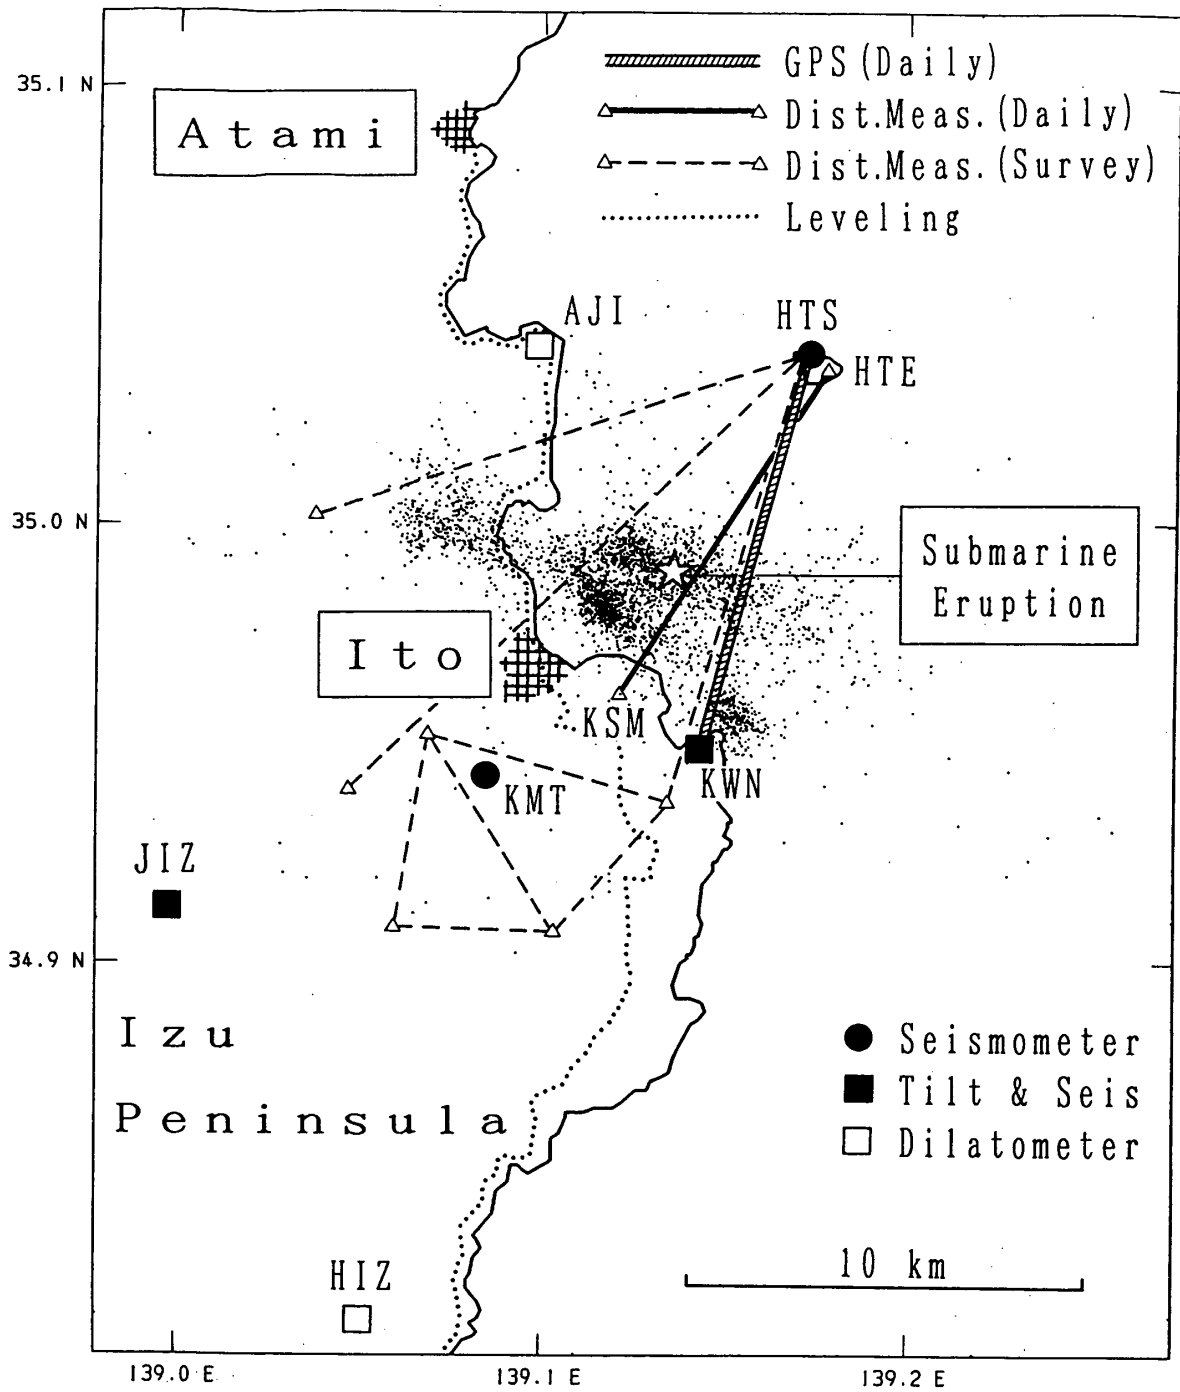 35.1 N
GPS (Daily)
Atami
Dist.Meas. (Daily)
Dist.Meas. (Survey)
Leveling
AJI
HTS
HTE
35.0 N
Submarine
Eruption
Ito
KSM
KWN
KMT
JIZ
34.9 N
Izu
Peninsula
Seismometer
Tilt & Seis
Dilatometer
HIZ
10 km
139.0 E
139.1 E
139.2 E